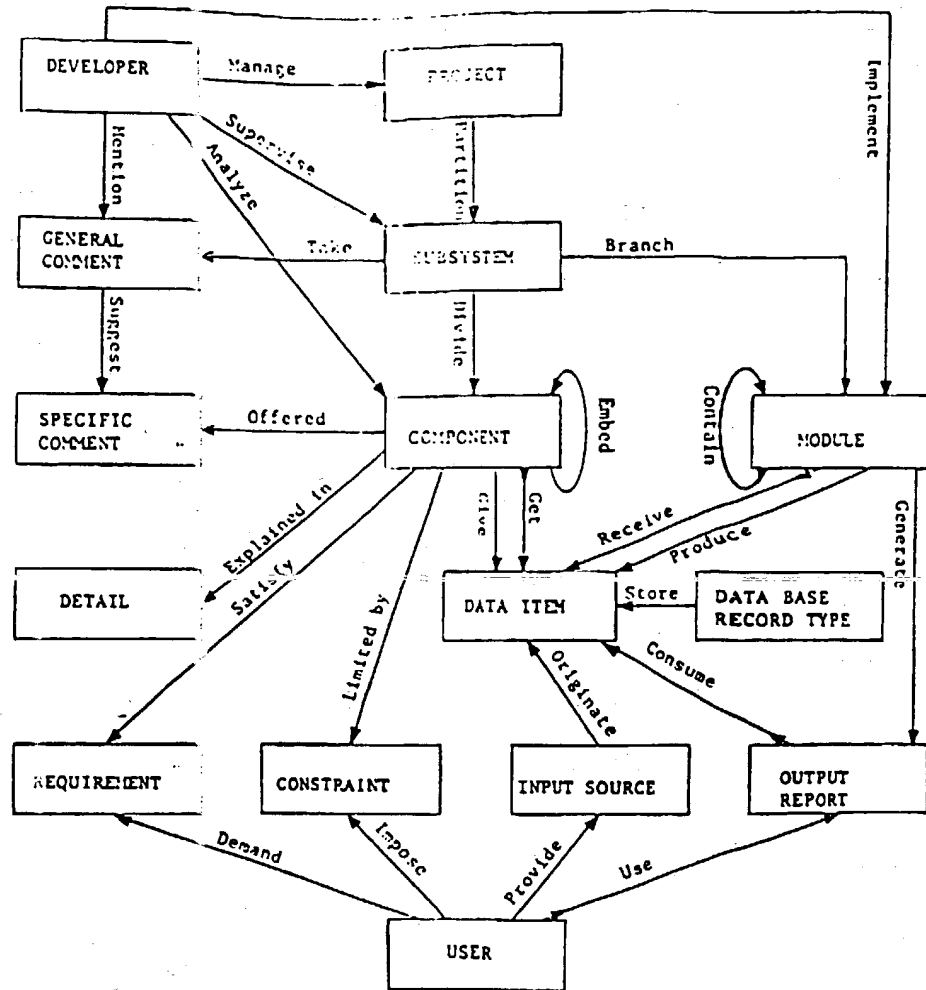 DEVELOPER
Manage
PROJECT
Implement
Mention
Analyze
Supervise
Partition
GENERAL
COMMENT
Take
SUBSYSTEM
Branch
Suggest
Divide
SPECIFIC
COMMENT
Offered
COMPONENT
Embed
Contain
MODULE
Explained in
Satisfy
Limited by
Give
Get
Receive
Produce
Generate
DETAIL
DATA ITEM
Store
DATA BASE
RECORD TYPE
Originate
Consume
REQUIREMENT
CONSTRAINT
INPUT SOURCE
OUTPUT
REPORT
Demand
Impose
Provide
Use
USER